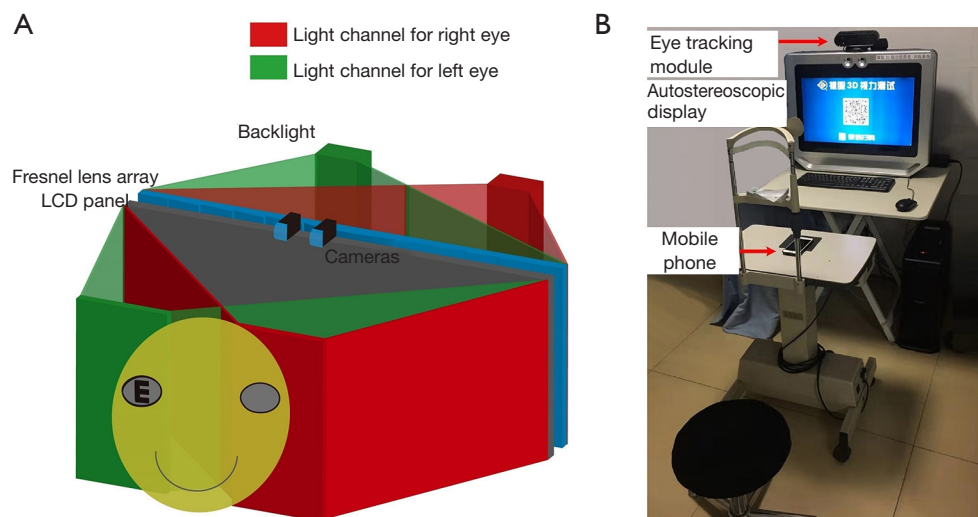 A
Light channel for right eye
Light channel for left eye
Backlight
Fresnel lens array
LCD panel
Cameras
E
B
Eye tracking
module
Autostereoscopic
display
3D
Mobile
phone